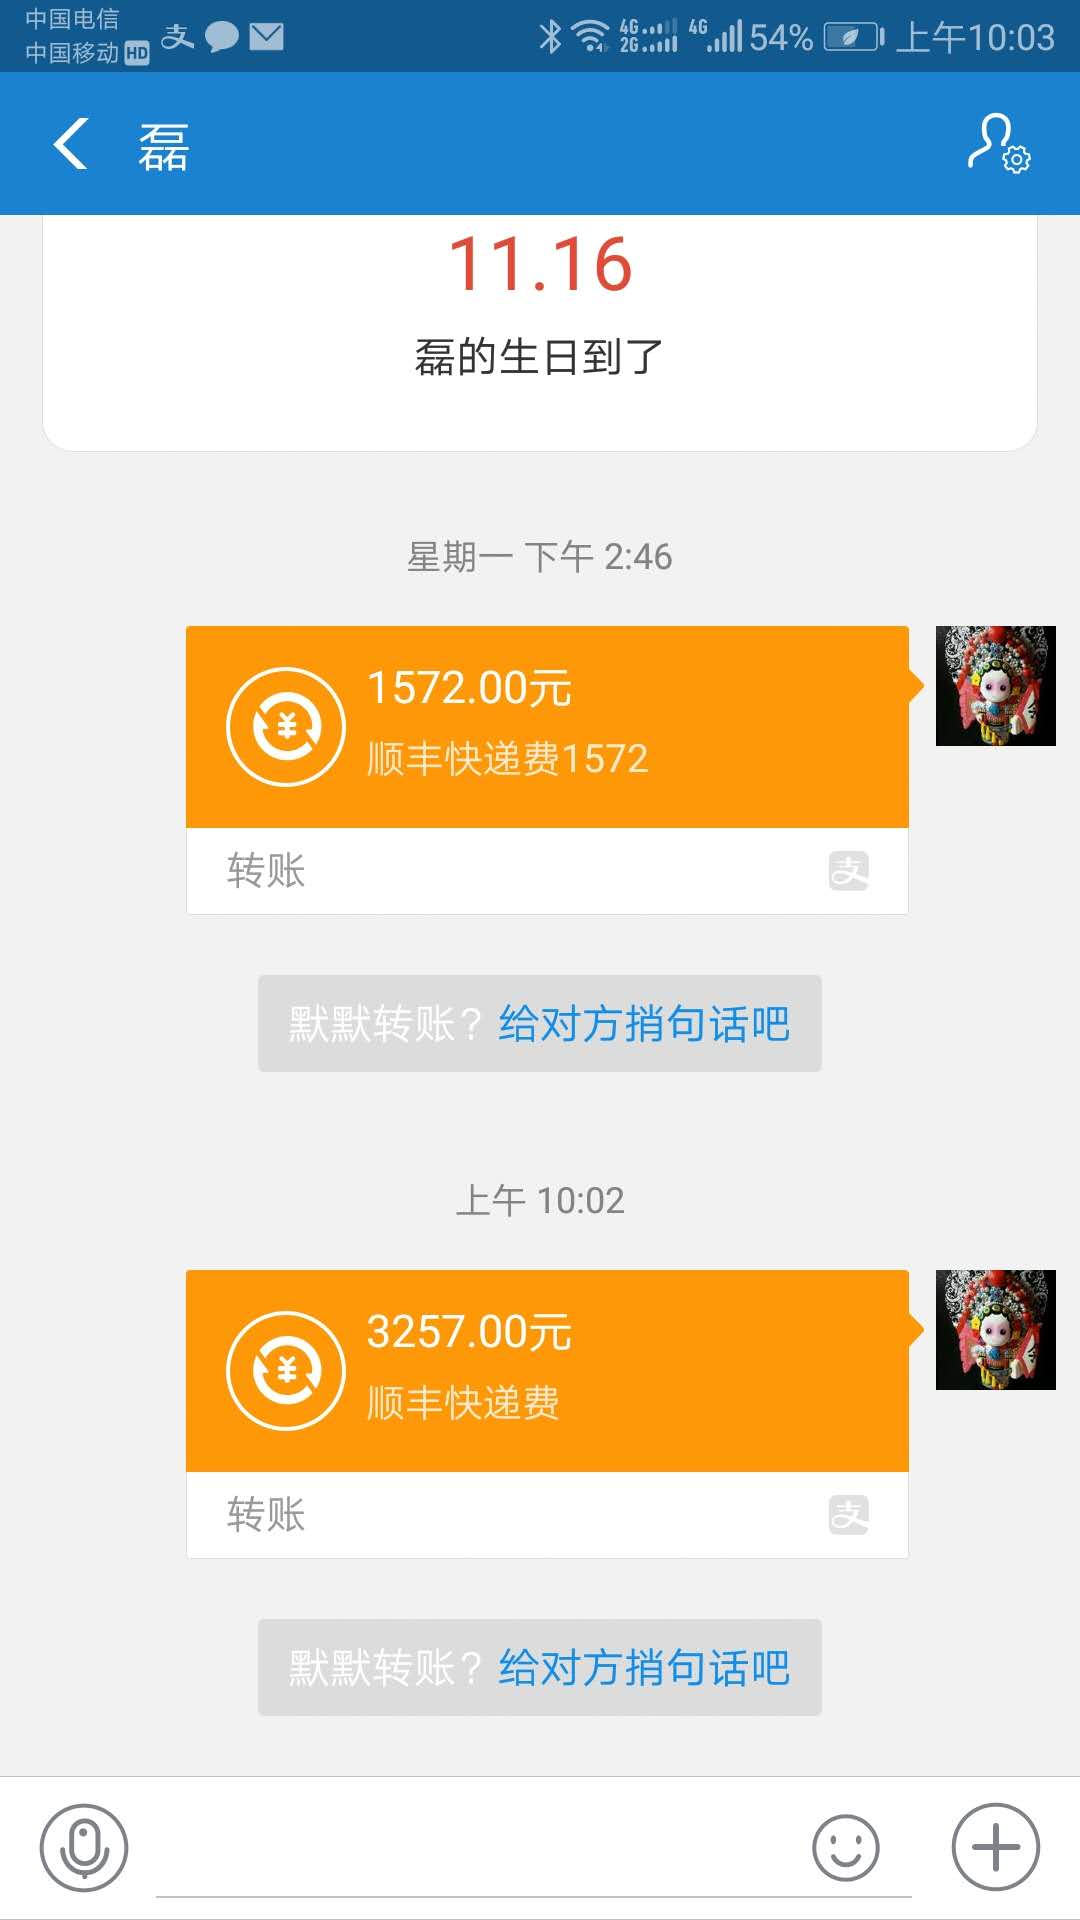 中国电信
中国移动 HD
4G 2G 4G 54% 上午10:03
磊
11.16
磊的生日到了
星期一 下午 2:46
1572.00元
顺丰快递费1572
转账
支
默默转账？给对方捎句话吧
上午 10:02
3257.00元
顺丰快递费
转账
支
默默转账？给对方捎句话吧